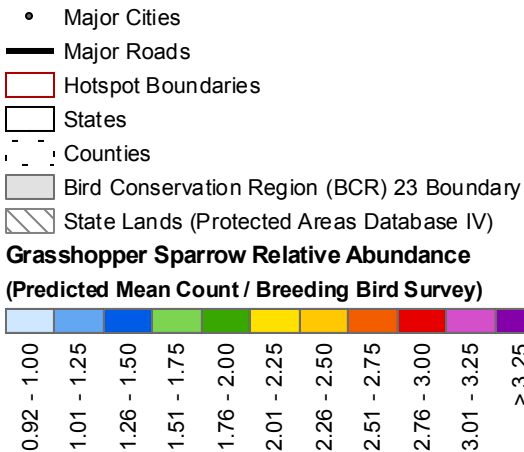 Major Cities
Major Roads
Hotspot Boundaries
States
Counties
Bird Conservation Region (BCR) 23 Boundary
State Lands (Protected Areas Database IV)
Grasshopper Sparrow Relative Abundance
(Predicted Mean Count / Breeding Bird Survey)
0.92 - 1.00
1.01 - 1.25
1.26 - 1.50
1.51 - 1.75
1.76 - 2.00
2.01 - 2.25
2.26 - 2.50
2.51 - 2.75
2.76 - 3.00
3.01 - 3.25
> 3.25